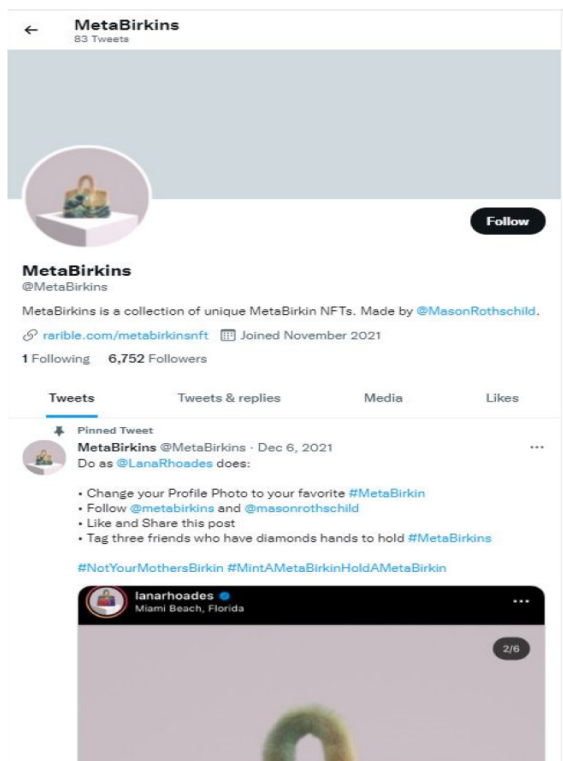 MetaBirkins
83 Tweets
Follow
MetaBirkins
@MetaBirkins
MetaBirkins is a collection of unique MetaBirkin NFTs. Made by @MasonRothschild.
rarible.com/metabirkinsnft Joined November 2021
1 Following 6,752 Followers
Tweets Tweets & replies Media Likes
Pinned Tweet
MetaBirkins @MetaBirkins · Dec 6, 2021
Do as @LanaRhoades does:
• Change your Profile Photo to your favorite #MetaBirkin
• Follow @metabirkins and @masonrothschild
• Like and Share this post
• Tag three friends who have diamonds hands to hold #MetaBirkins
#NotYourMothersBirkin #MintAMetaBirkinHoldAMetaBirkin
lanarhoades
Miami Beach, Florida
2/6